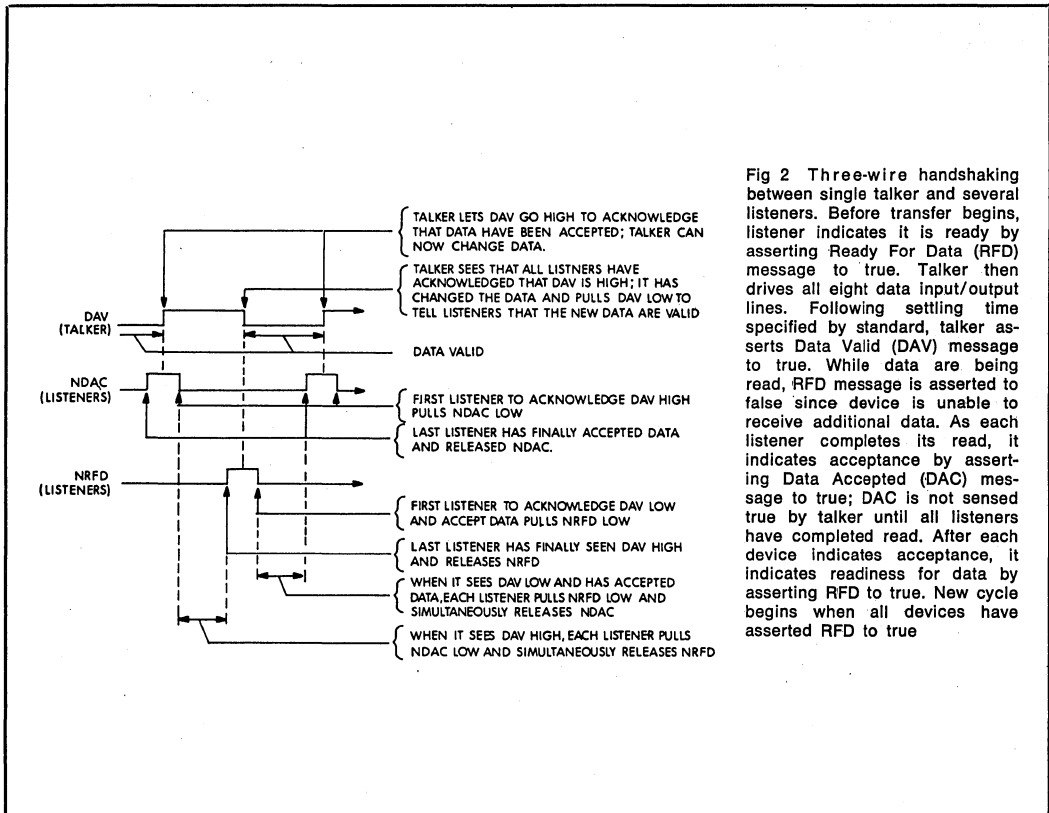 TALKER LETS DAV GO HIGH TO ACKNOWLEDGE
THAT DATA HAVE BEEN ACCEPTED; TALKER CAN
NOW CHANGE DATA.
TALKER SEES THAT ALL LISTNERS HAVE
ACKNOWLEDGED THAT DAV IS HIGH; IT HAS
CHANGED THE DATA AND PULLS DAV LOW TO
TELL LISTENERS THAT THE NEW DATA ARE VALID
DAV
(TALKER)
DATA VALID
NDAC
(LISTENERS)
FIRST LISTENER TO ACKNOWLEDGE DAV HIGH
PULLS NDAC LOW
LAST LISTENER HAS FINALLY ACCEPTED DATA
AND RELEASED NDAC.
NRFD
(LISTENERS)
FIRST LISTENER TO ACKNOWLEDGE DAV LOW
AND ACCEPT DATA PULLS NRFD LOW
LAST LISTENER HAS FINALLY SEEN DAV HIGH
AND RELEASES NRFD
WHEN IT SEES DAV LOW AND HAS ACCEPTED
DATA, EACH LISTENER PULLS NRFD LOW AND
SIMULTANEOUSLY RELEASES NDAC
WHEN IT SEES DAV HIGH, EACH LISTENER PULLS
NDAC LOW AND SIMULTANEOUSLY RELEASES NRFD
Fig 2 Three-wire handshaking
between single talker and several
listeners. Before transfer begins,
listener indicates it is ready by
asserting Ready For Data (RFD)
message to true. Talker then
drives all eight data input/output
lines. Following settling time
specified by standard, talker as-
serts Data Valid (DAV) message
to true. While data are being
read, RFD message is asserted to
false since device is unable to
receive additional data. As each
listener completes its read, it
indicates acceptance by assert-
ing Data Accepted (DAC) mes-
sage to true; DAC is not sensed
true by talker until all listeners
have completed read. After each
device indicates acceptance, it
indicates readiness for data by
asserting RFD to true. New cycle
begins when all devices have
asserted RFD to true